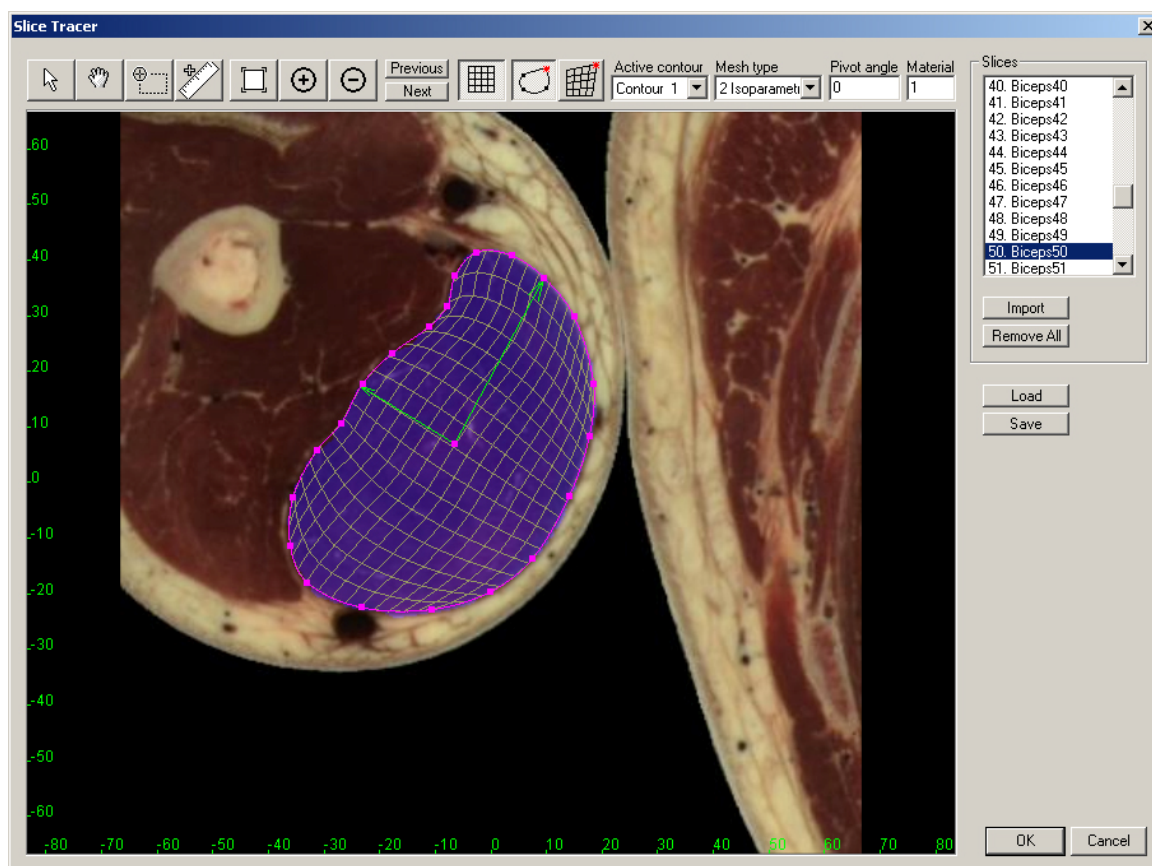 Slice Tracer
Previous
Next
Active contour
Contour 1
Mesh type
2 Isoparameti
Pivot angle
0
Material
1
Slices
40. Biceps40
41. Biceps41
42. Biceps42
43. Biceps43
44. Biceps44
45. Biceps45
46. Biceps46
47. Biceps47
48. Biceps48
49. Biceps49
50. Biceps50
51. Biceps51
Import
Remove All
Load
Save
60
50
40
30
20
10
0
-10
-20
-30
-40
-50
-60
-80 -70 -60 -50 -40 -30 -20 -10 0 10 20 30 40 50 60 70 80
OK
Cancel